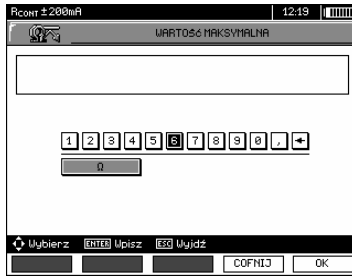 RCONT ±200mA 12:19
WARTOŚĆ MAKSYMALNA
1 2 3 4 5 6 7 8 9 0 ,
Ω
Wybierz ENTER Wpisz ESC Wyjdź
COFNIJ OK